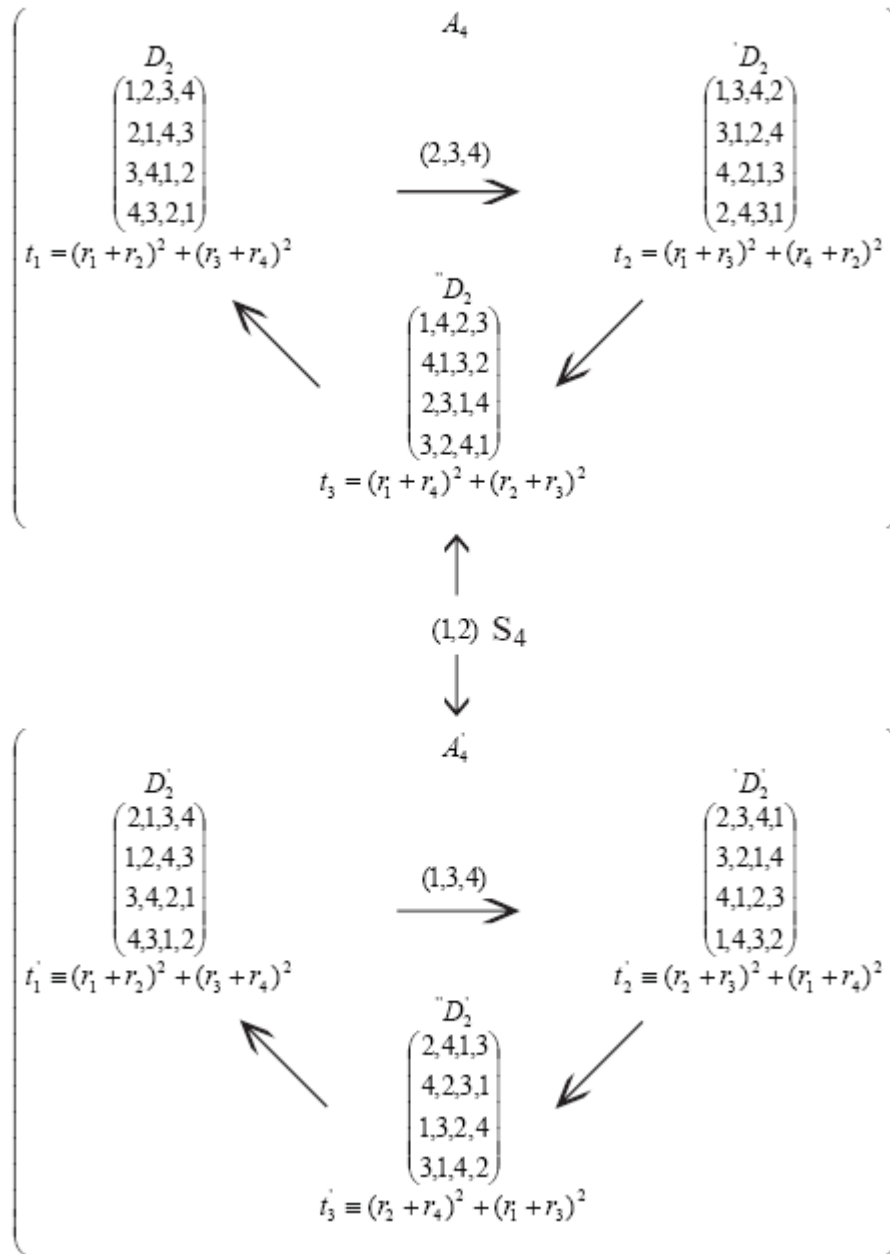 A₄
D₂
1,2,3,4
2,1,4,3
3,4,1,2
4,3,2,1
t₁ = (r₁ + r₂)² + (r₃ + r₄)²
(2,3,4)
'D₂
1,3,4,2
3,1,2,4
4,2,1,3
2,4,3,1
t₂ = (r₁ + r₃)² + (r₄ + r₂)²
''D₂
1,4,2,3
4,1,3,2
2,3,1,4
3,2,4,1
t₃ = (r₁ + r₄)² + (r₂ + r₃)²
(1,2) S₄
A₄'
D₂'
2,1,3,4
1,2,4,3
3,4,2,1
4,3,1,2
t₁' ≡ (r₁ + r₂)² + (r₃ + r₄)²
(1,3,4)
'D₂'
2,3,4,1
3,2,1,4
4,1,2,3
1,4,3,2
t₂' ≡ (r₂ + r₃)² + (r₁ + r₄)²
''D₂'
2,4,1,3
4,2,3,1
1,3,2,4
3,1,4,2
t₃' ≡ (r₂ + r₄)² + (r₁ + r₃)²